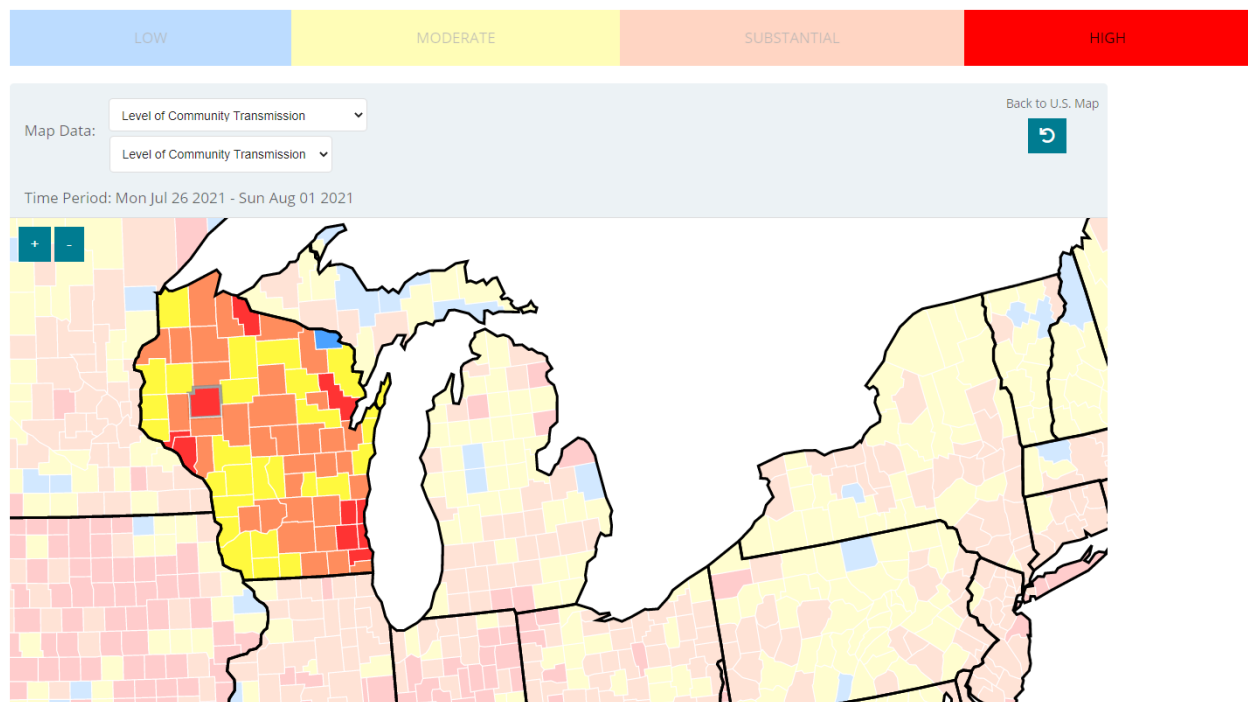 LOW MODERATE SUBSTANTIAL HIGH
Back to U.S. Map
Map Data: Level of Community Transmission
Level of Community Transmission
Time Period: Mon Jul 26 2021 - Sun Aug 01 2021
+ -